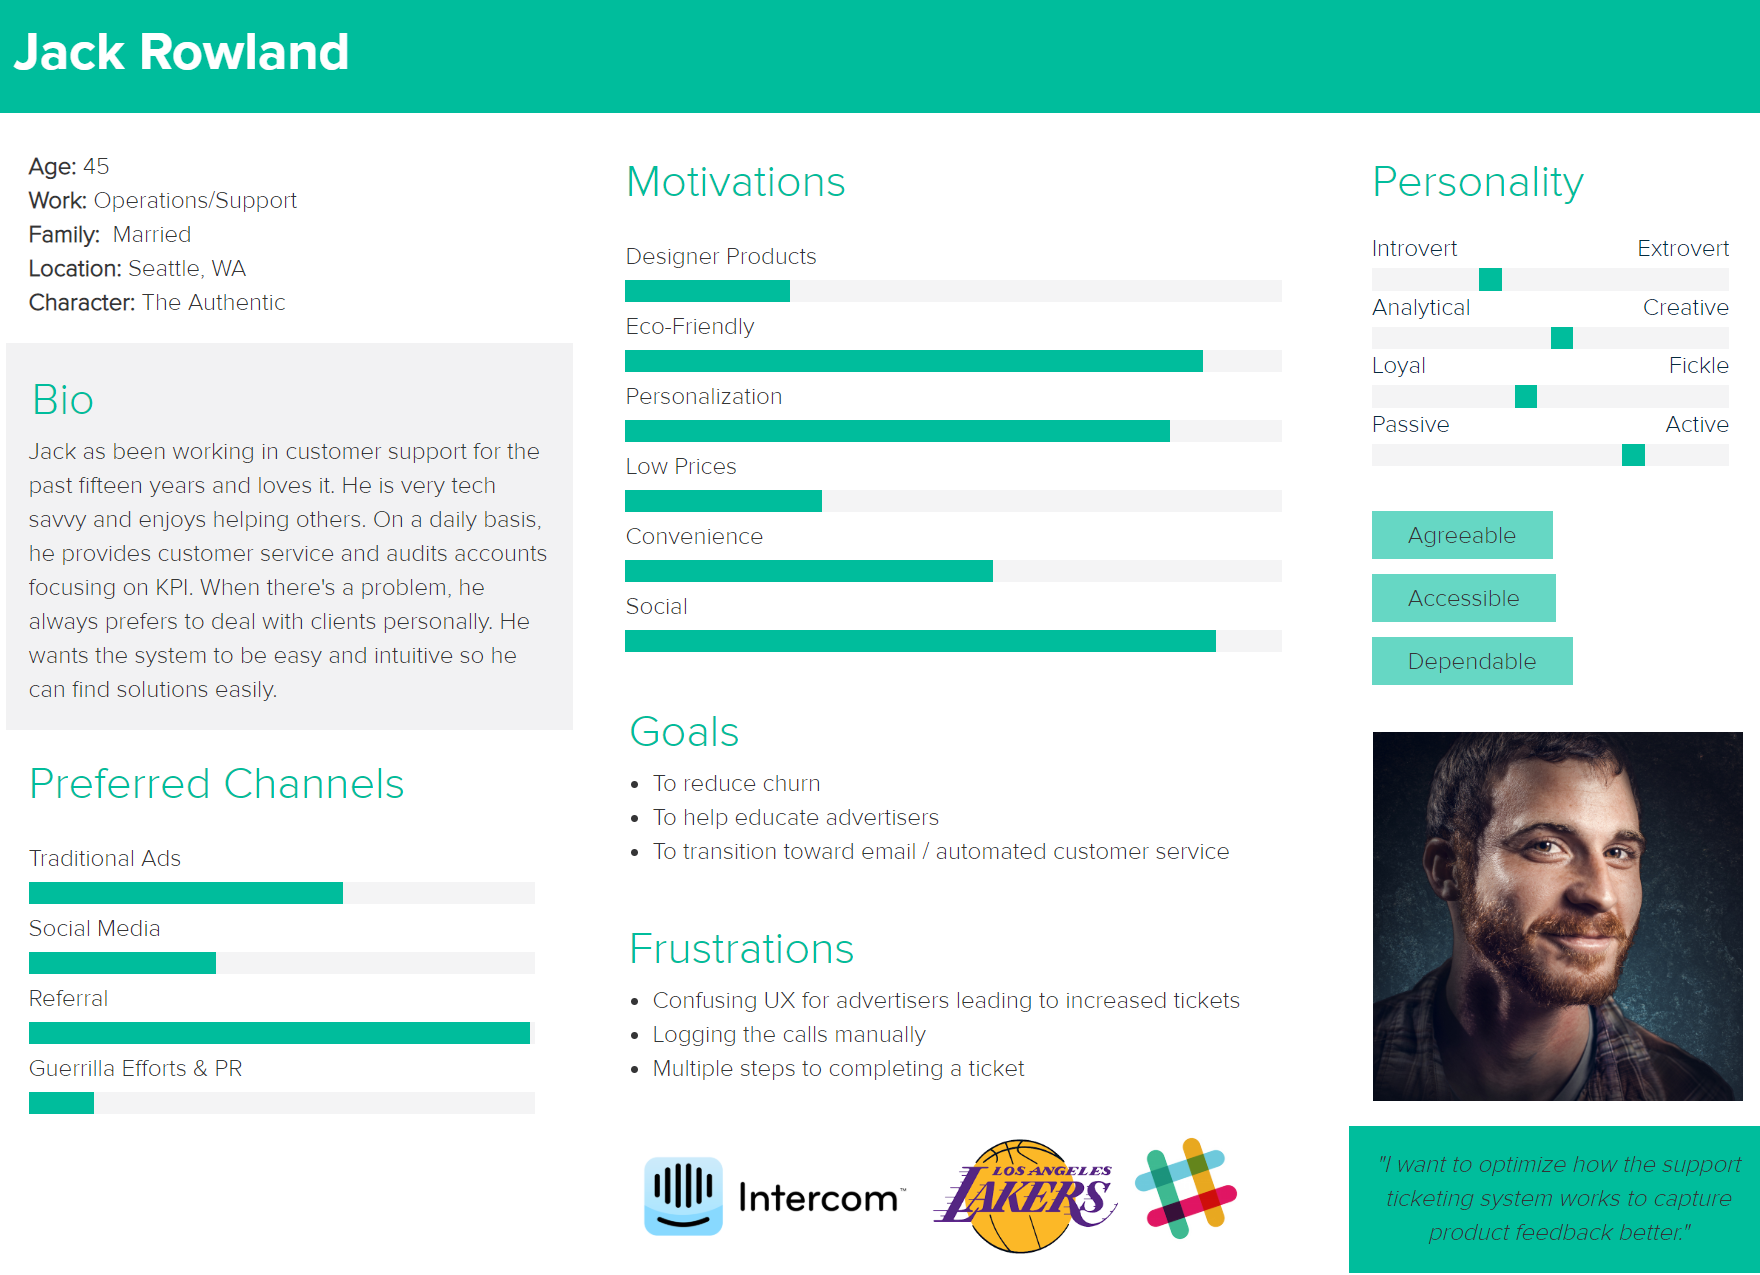 Jack Rowland
Age: 45
Work: Operations/Support
Family: Married
Location: Seattle, WA
Character: The Authentic
Bio
Jack as been working in customer support for the
past fifteen years and loves it. He is very tech
savvy and enjoys helping others. On a daily basis,
he provides customer service and audits accounts
focusing on KPI. When there's a problem, he
always prefers to deal with clients personally. He
wants the system to be easy and intuitive so he
can find solutions easily.
Preferred Channels
Traditional Ads
Social Media
Referral
Guerrilla Efforts & PR
Motivations
Designer Products
Eco-Friendly
Personalization
Low Prices
Convenience
Social
Goals
• To reduce churn
• To help educate advertisers
• To transition toward email / automated customer service
Frustrations
• Confusing UX for advertisers leading to increased tickets
• Logging the calls manually
• Multiple steps to completing a ticket
Intercom™
LOS ANGELES
LAKERS
Personality
Introvert Extrovert
Analytical Creative
Loyal Fickle
Passive Active
Agreeable
Accessible
Dependable
"I want to optimize how the support
ticketing system works to capture
product feedback better."